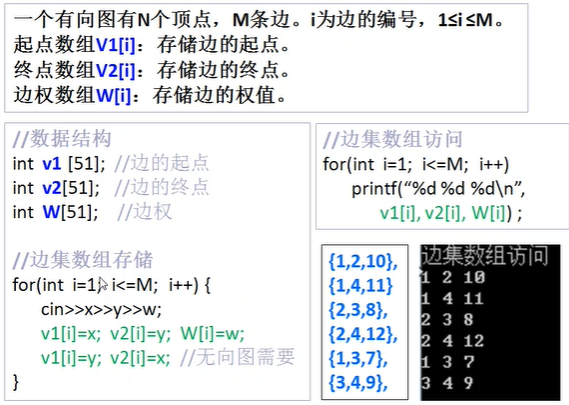 一个有向图有N个顶点，M条边。i为边的编号，1≤i≤M。
起点数组V1[i]：存储边的起点。
终点数组V2[i]：存储边的终点。
边权数组W[i]：存储边的权值。
//数据结构
int v1 [51]; //边的起点
int v2[51]; //边的终点
int W[51]; //边权
//边集数组存储
for(int i=1; i<=M; i++) {
cin>>x>>y>>w;
v1[i]=x; v2[i]=y; W[i]=w;
v1[i]=y; v2[i]=x; //无向图需要
}
//边集数组访问
for(int i=1; i<=M; i++)
printf(“%d %d %d\n”,
v1[i], v2[i], W[i]) ;
{1,2,10},
{1,4,11}
{2,3,8},
{2,4,12},
{1,3,7},
{3,4,9},
边集数组访问
1 2 10
1 4 11
2 3 8
2 4 12
1 3 7
3 4 9